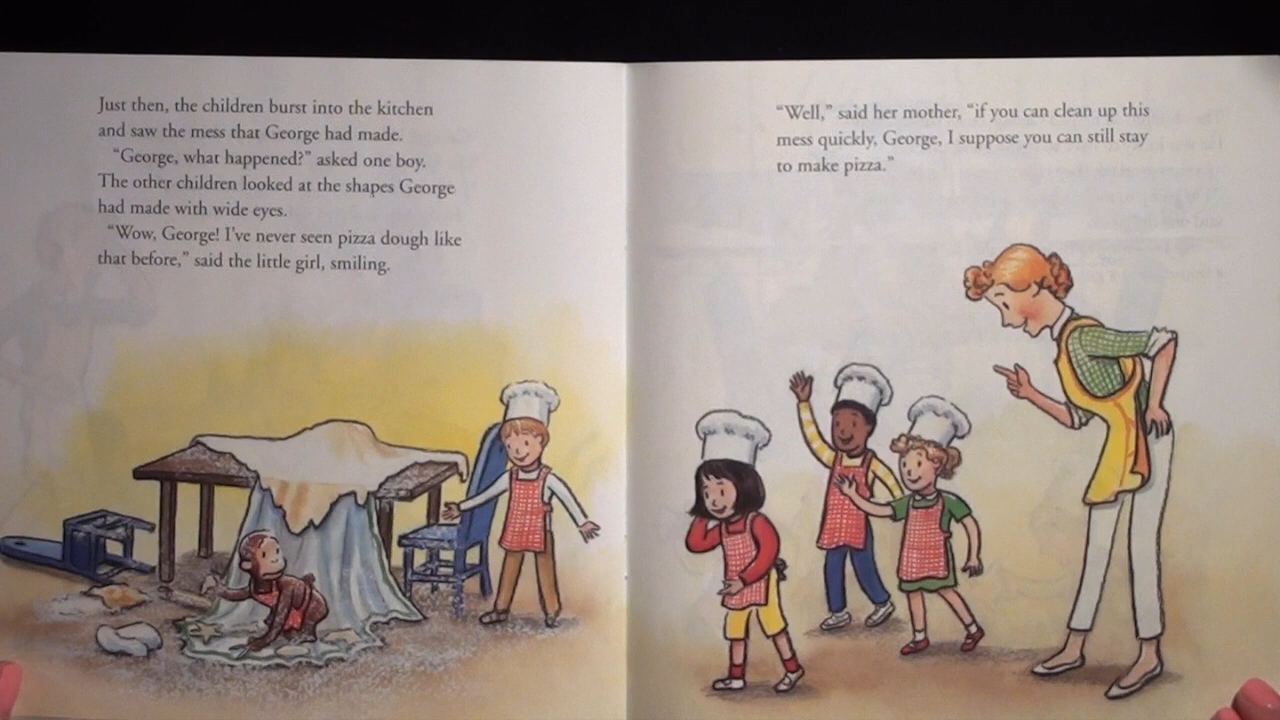 Just then, the children burst into the kitchen
and saw the mess that George had made.
“George, what happened?” asked one boy.
The other children looked at the shapes George
had made with wide eyes.
“Wow, George! I've never seen pizza dough like
that before,” said the little girl, smiling.
“Well,” said her mother, “if you can clean up this
mess quickly, George, I suppose you can still stay
to make pizza.”